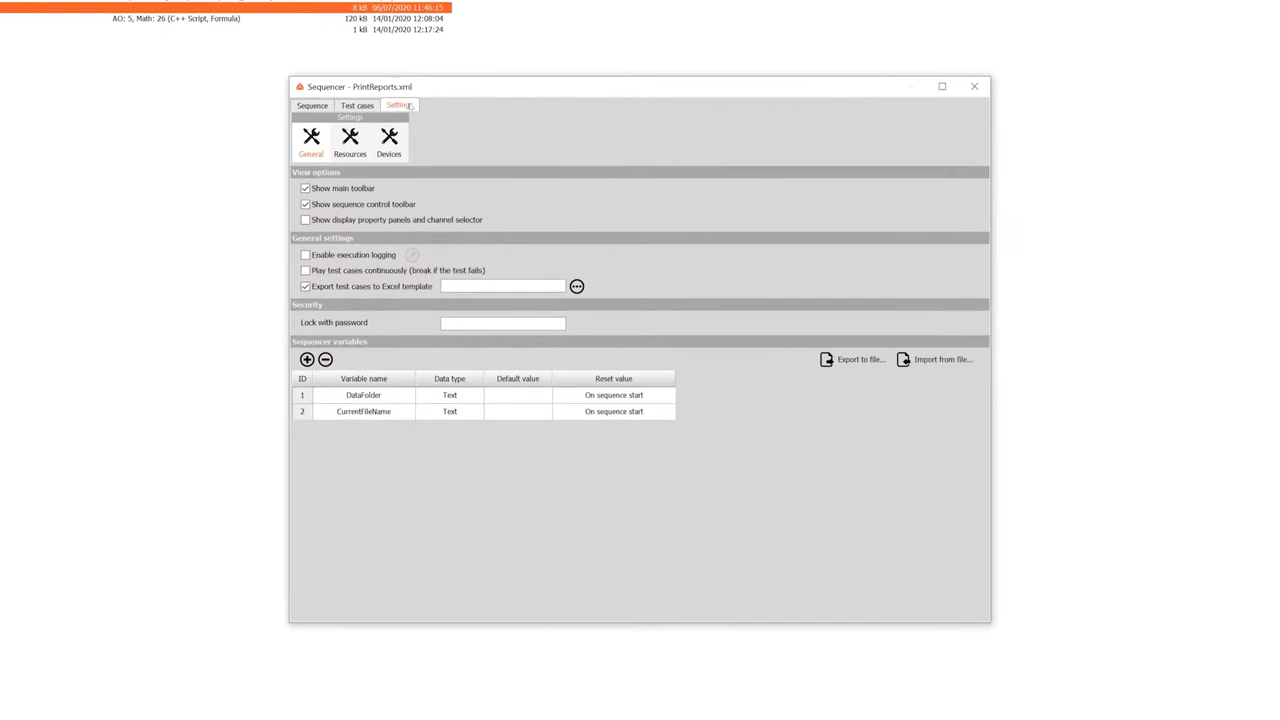 8 kB 06/07/2020 11:46:15
AO: 5, Math: 26 (C++ Script, Formula) 120 kB 14/01/2020 12:08:04
1 kB 14/01/2020 12:17:24
Sequencer - PrintReports.xml
Sequence Test cases Settings
Settings
General Resources Devices
View options
Show main toolbar
Show sequence control toolbar
Show display property panels and channel selector
General settings
Enable execution logging
Play test cases continuously (break if the test fails)
Export test cases to Excel template
Security
Lock with password
Sequencer variables
Export to file... Import from file...
ID Variable name Data type Default value Reset value
1 DataFolder Text On sequence start
2 CurrentFileName Text On sequence start